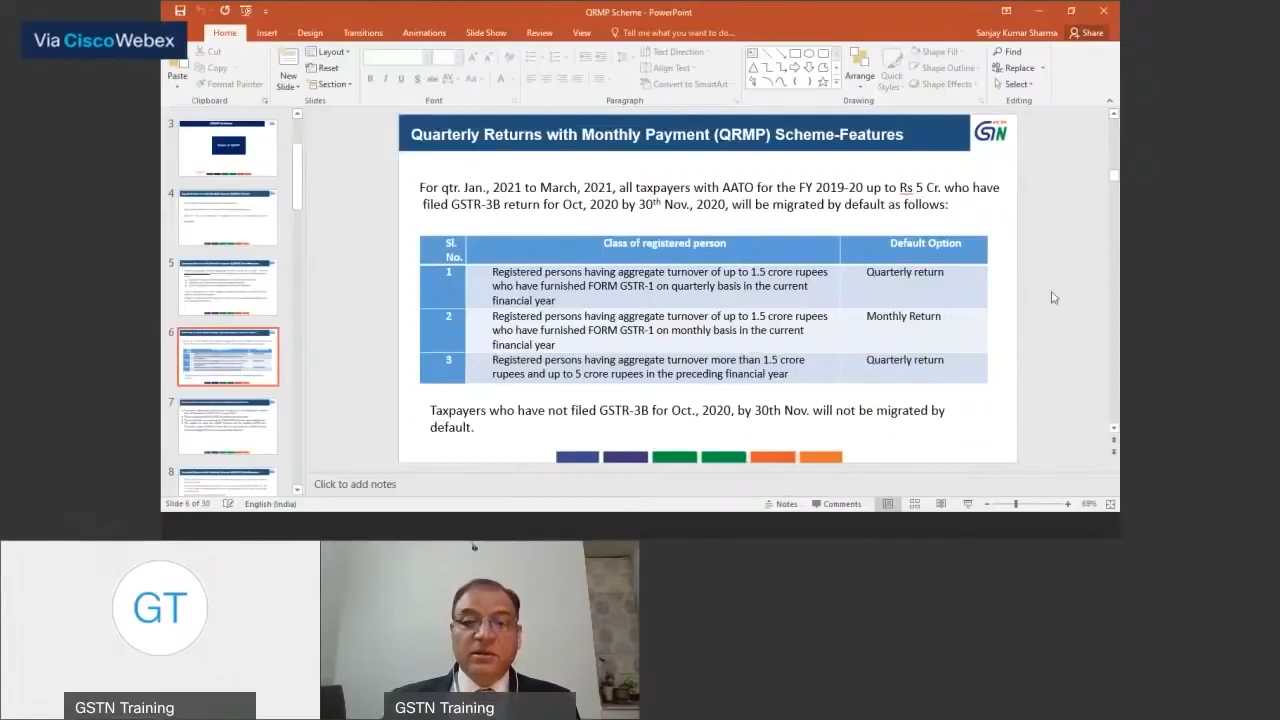 QRMP Scheme - PowerPoint
Via CiscoWebex
Home Insert Design Transitions Animations Slide Show Review View Tell me what you want to do... Sanjay Kumar Sharma Share
Paste
Cut
Copy
Format Painter
Clipboard
New
Slide
Layout
Reset
Section
Slides
Font
Text Direction
Align Text
Convert to SmartArt
Paragraph
Arrange
Quick
Styles
Shape Fill
Shape Outline
Shape Effects
Drawing
Find
Replace
Select
Editing
3
4
5
6
7
8
Quarterly Returns with Monthly Payment (QRMP) Scheme-Features
For qtr. Jan., 2021 to March, 2021, all taxpayers with AATO for the FY 2019-20 up to Rs 5 Cr. who have
filed GSTR-3B return for Oct, 2020 by 30th Nov., 2020, will be migrated by default as follows:
Sl. No. Class of registered person Default Option
1 Registered persons having aggregate turnover of up to 1.5 crore rupees Quarterly return
who have furnished FORM GSTR-1 on quarterly basis in the current
financial year
2 Registered persons having aggregate turnover of up to 1.5 crore rupees Monthly Return
who have furnished FORM GSTR-1 on monthly basis in the current
financial year
3 Registered persons having aggregate turnover more than 1.5 crore Quarterly return
rupees and up to 5 crore rupees in the preceding financial year
Taxpayers who have not filed GSTR-3B for Oct., 2020, by 30th Nov. will not be migrated by
default.
Click to add notes
Slide 6 of 30 English (India) Notes Comments 69%
GT
GSTN Training
GSTN Training